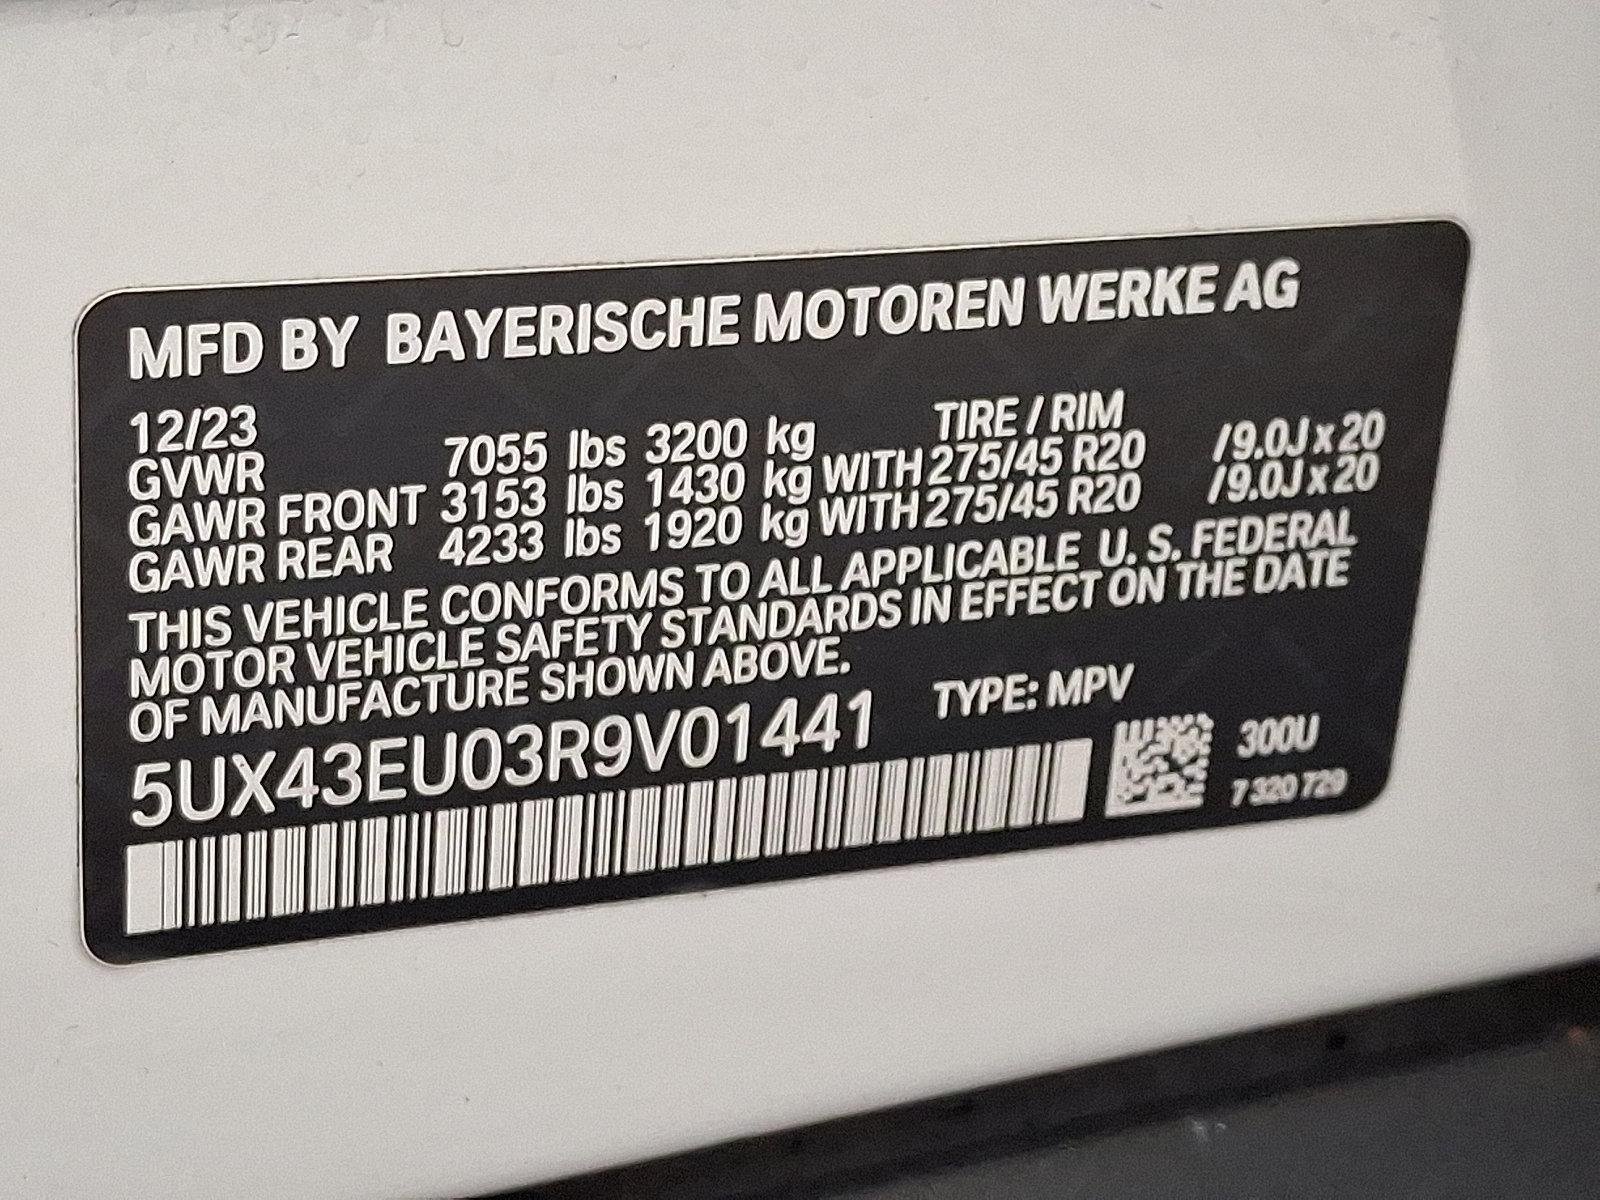 MFD BY BAYERISCHE MOTOREN WERKE AG
12/23 TIRE / RIM
GVWR 7055 lbs 3200 kg
GAWR FRONT 3153 lbs 1430 kg WITH 275/45 R20 /9.0J x 20
GAWR REAR 4233 lbs 1920 kg WITH 275/45 R20 /9.0J x 20
THIS VEHICLE CONFORMS TO ALL APPLICABLE U. S. FEDERAL
MOTOR VEHICLE SAFETY STANDARDS IN EFFECT ON THE DATE
OF MANUFACTURE SHOWN ABOVE.
5UX43EU03R9V01441 TYPE: MPV
300U
7 320 729